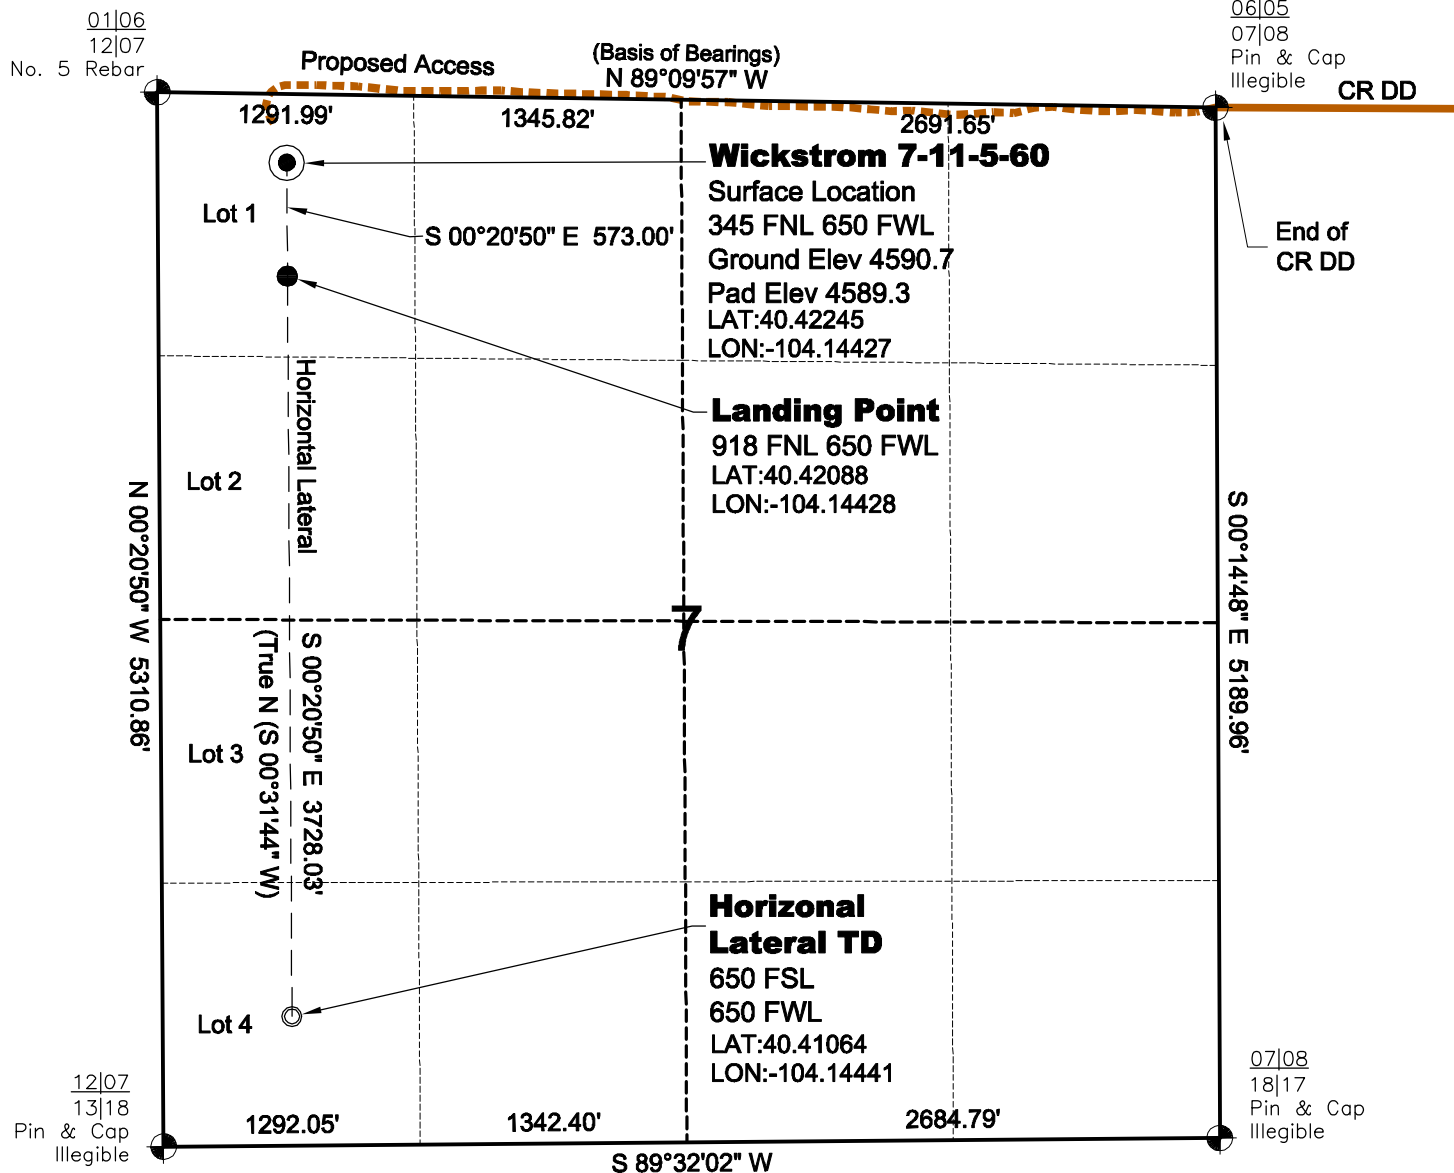 01|06
12|07
No. 5 Rebar
Proposed Access
(Basis of Bearings)
N 89°09'57" W
06|05
07|08
Pin & Cap
Illegible
CR DD
1291.99'
1345.82'
2691.65'
Wickstrom 7-11-5-60
Surface Location
345 FNL 650 FWL
Ground Elev 4590.7
Pad Elev 4589.3
LAT:40.42245
LON:-104.14427
Lot 1
S 00°20'50" E 573.00'
End of
CR DD
Horizontal Lateral
Landing Point
918 FNL 650 FWL
LAT:40.42088
LON:-104.14428
Lot 2
N 00°20'50" W 5310.86'
S 00°14'48" E 5189.96'
7
S 00°20'50" E 3728.03'
(True N (S 00°31'44" W)
Lot 3
Horizonal
Lateral TD
650 FSL
650 FWL
LAT:40.41064
LON:-104.14441
Lot 4
12|07
13|18
Pin & Cap
Illegible
1292.05'
1342.40'
2684.79'
S 89°32'02" W
07|08
18|17
Pin & Cap
Illegible